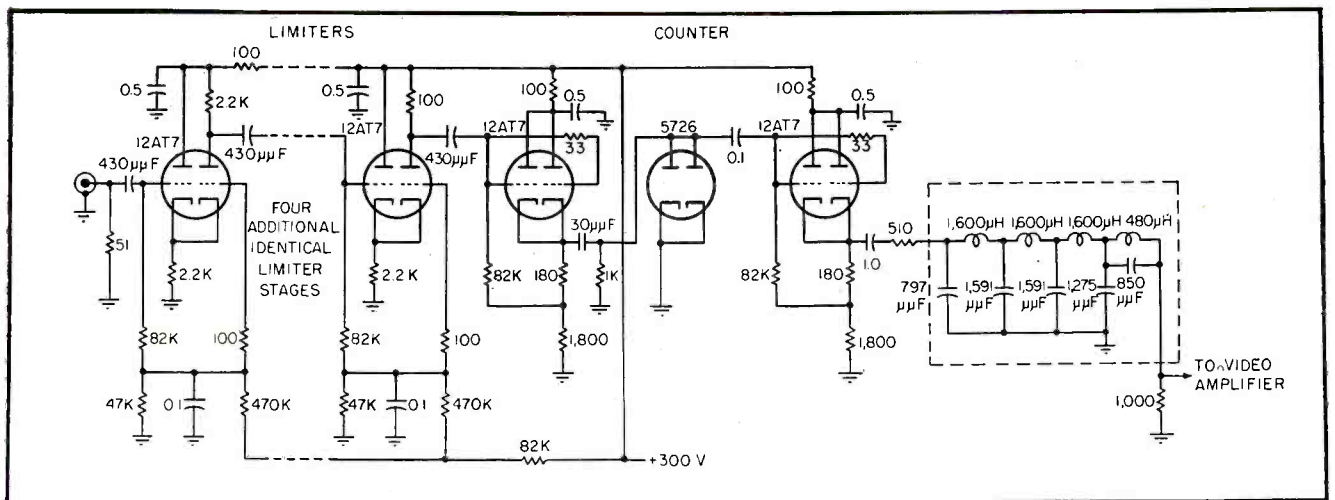 LIMITERS
COUNTER
100
0.5
2.2K
12AT7
430µµF
430µµF
51
2.2K
82K
100
47K
01
470K
FOUR
ADDITIONAL
IDENTICAL
LIMITER
STAGES
0.5
100
12AT7
430µµF
2.2K
82K
100
47K
01
470K
82K
+300 V
100
0.5
12AT7
33
82K
180
30µµF
1K
1,800
5726
0.1
100
0.5
12AT7
33
82K
180
1,800
1.0
510
1,600µH
1,600µH
1,600µH
480µH
797
µµF
1,591
µµF
1,591
µµF
1,275
µµF
850
µµF
TO VIDEO
AMPLIFIER
1,000